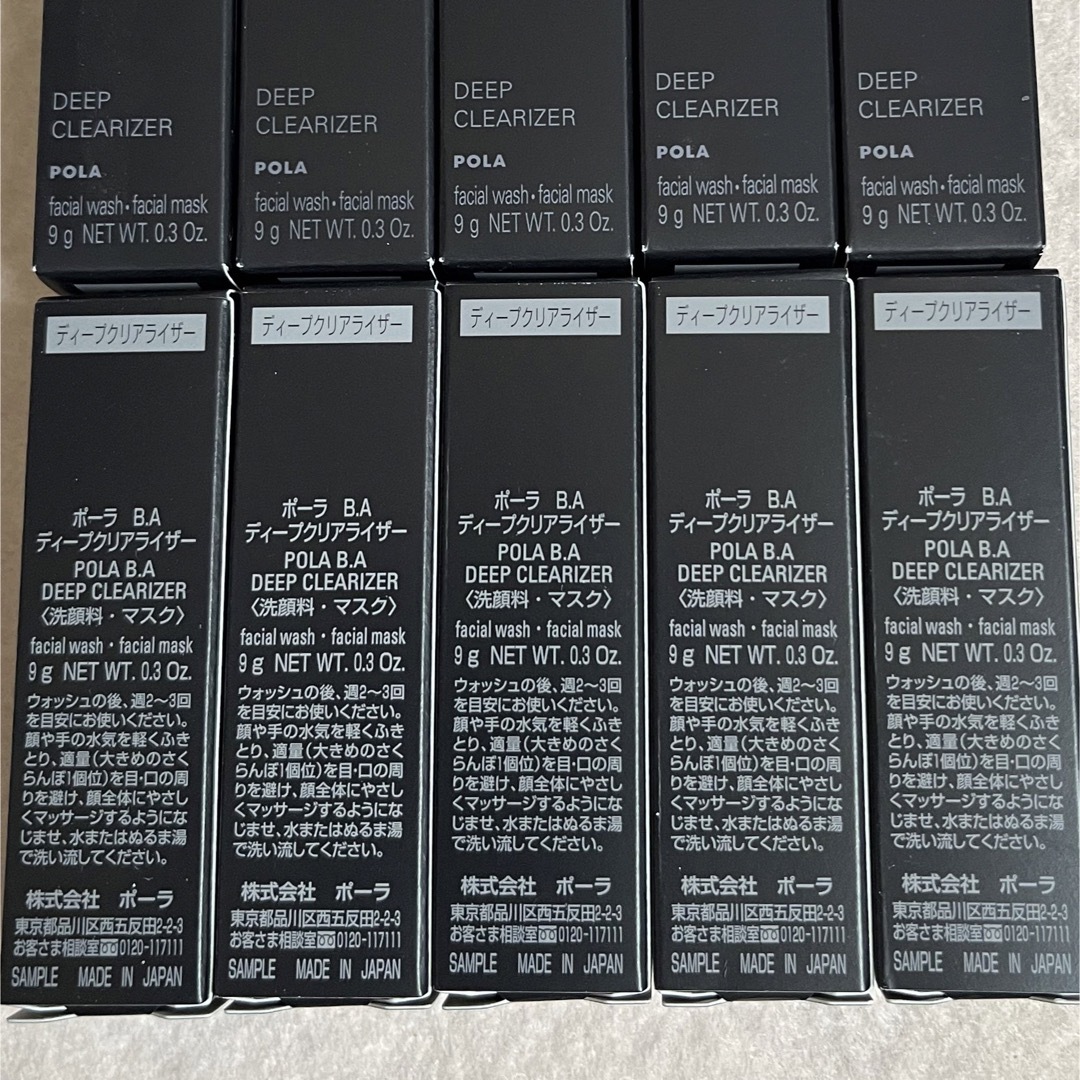 DEEP
CLEARIZER
POLA
facial wash・facial mask
9 g NET WT. 0.3 Oz.
DEEP
CLEARIZER
POLA
facial wash・facial mask
9 g NET WT. 0.3 Oz.
DEEP
CLEARIZER
POLA
facial wash・facial mask
9 g NET WT. 0.3 Oz.
DEEP
CLEARIZER
POLA
facial wash・facial mask
9 g NET WT. 0.3 Oz.
DEEP
CLEARIZER
POLA
facial wash・facial mask
9 g NET WT. 0.3 Oz.
ディープクリアライザー
ポーラ B.A
ディープクリアライザー
POLA B.A
DEEP CLEARIZER
〈洗顔料・マスク〉
facial wash・facial mask
9 g NET WT. 0.3 Oz.
ウォッシュの後、週2〜3回
を目安にお使いください。
顔や手の水気を軽くふき
とり、適量(大きめのさく
らんぼ1個位)を目・口の周
りを避け、顔全体にやさし
くマッサージするようにな
じませ、水またはぬるま湯
で洗い流してください。
株式会社 ポーラ
東京都品川区西五反田2-2-3
お客さま相談室0120-117111
SAMPLE MADE IN JAPAN
ディープクリアライザー
ポーラ B.A
ディープクリアライザー
POLA B.A
DEEP CLEARIZER
〈洗顔料・マスク〉
facial wash・facial mask
9 g NET WT. 0.3 Oz.
ウォッシュの後、週2〜3回
を目安にお使いください。
顔や手の水気を軽くふき
とり、適量(大きめのさく
らんぼ1個位)を目・口の周
りを避け、顔全体にやさし
くマッサージするようにな
じませ、水またはぬるま湯
で洗い流してください。
株式会社 ポーラ
東京都品川区西五反田2-2-3
お客さま相談室0120-117111
SAMPLE MADE IN JAPAN
ディープクリアライザー
ポーラ B.A
ディープクリアライザー
POLA B.A
DEEP CLEARIZER
〈洗顔料・マスク〉
facial wash・facial mask
9 g NET WT. 0.3 Oz.
ウォッシュの後、週2〜3回
を目安にお使いください。
顔や手の水気を軽くふき
とり、適量(大きめのさく
らんぼ1個位)を目・口の周
りを避け、顔全体にやさし
くマッサージするようにな
じませ、水またはぬるま湯
で洗い流してください。
株式会社 ポーラ
東京都品川区西五反田2-2-3
お客さま相談室0120-117111
SAMPLE MADE IN JAPAN
ディープクリアライザー
ポーラ B.A
ディープクリアライザー
POLA B.A
DEEP CLEARIZER
〈洗顔料・マスク〉
facial wash・facial mask
9 g NET WT. 0.3 Oz.
ウォッシュの後、週2〜3回
を目安にお使いください。
顔や手の水気を軽くふき
とり、適量(大きめのさく
らんぼ1個位)を目・口の周
りを避け、顔全体にやさし
くマッサージするようにな
じませ、水またはぬるま湯
で洗い流してください。
株式会社 ポーラ
東京都品川区西五反田2-2-3
お客さま相談室0120-117111
SAMPLE MADE IN JAPAN
ディープクリアライザー
ポーラ B.A
ディープクリアライザー
POLA B.A
DEEP CLEARIZER
〈洗顔料・マスク〉
facial wash・facial mask
9 g NET WT. 0.3 Oz.
ウォッシュの後、週2〜3回
を目安にお使いください。
顔や手の水気を軽くふき
とり、適量(大きめのさく
らんぼ1個位)を目・口の周
りを避け、顔全体にやさし
くマッサージするようにな
じませ、水またはぬるま湯
で洗い流してください。
株式会社 ポーラ
東京都品川区西五反田2-2-3
お客さま相談室0120-117111
SAMPLE MADE IN JAPAN